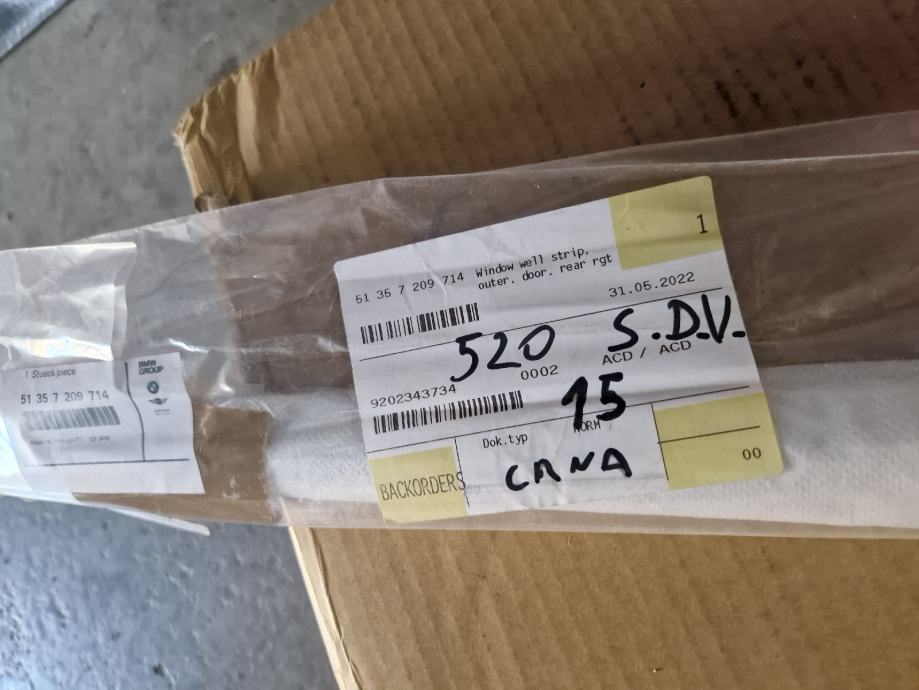 1 Stueck/piece
51 35 7 209 714
BMW
GROUP
51 35 7 209 714
Window well strip,
outer, door, rear rgt
1
31.05.2022
520 S.D.V.
ACD / ACD
0002
9202343734
15
NORM
Dok.typ
CRNA
BACKORDERS
00